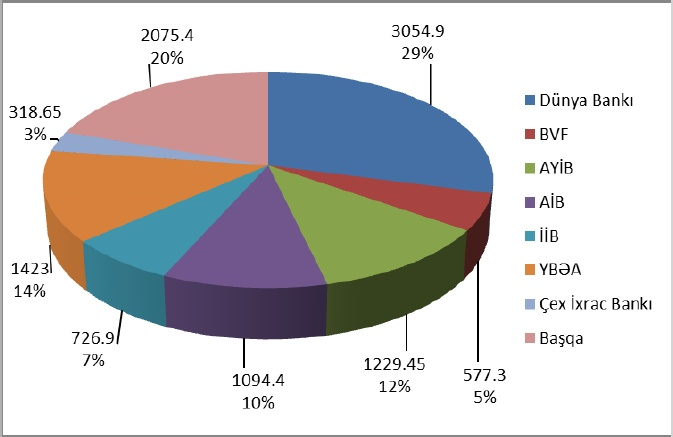 2075.4
20%
3054.9
29%
318.65
3%
1423
14%
726.9
7%
1094.4
10%
1229.45
12%
577.3
5%
Dünya Bankı
BVF
AYİB
AİB
İİB
YBƏA
Çex İxrac Bankı
Başqa